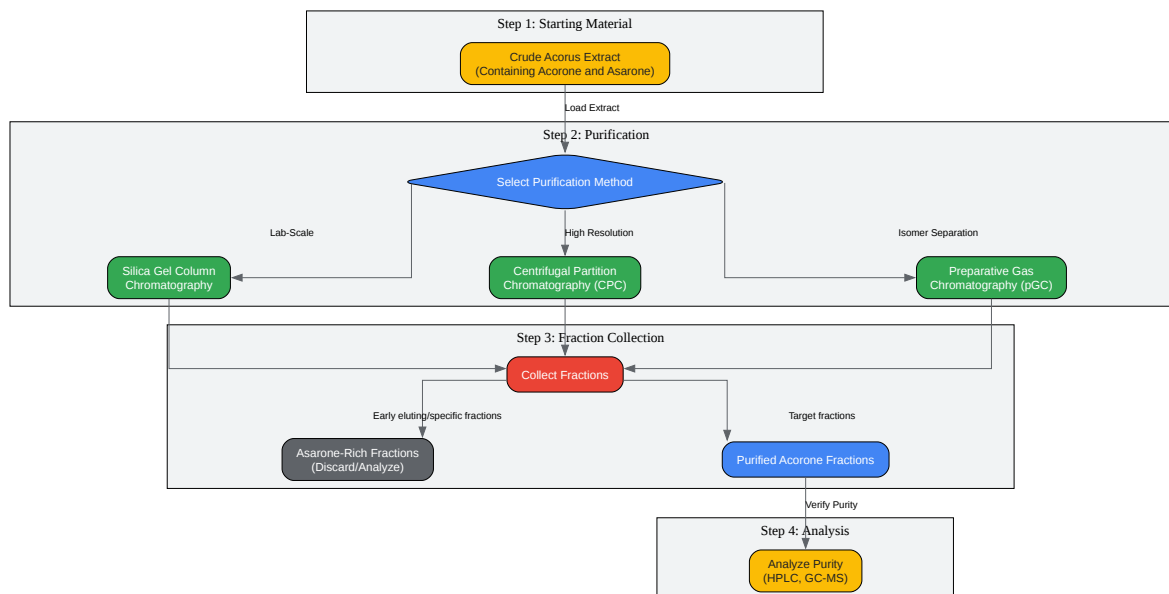 Step 1: Starting Material
Crude Acorus Extract
(Containing Acorone and Asarone)
Load Extract
Step 2: Purification
Select Purification Method
Lab-Scale
High Resolution
Isomer Separation
Silica Gel Column
Chromatography
Centrifugal Partition
Chromatography (CPC)
Preparative Gas
Chromatography (pGC)
Step 3: Fraction Collection
Collect Fractions
Early eluting/specific fractions
Target fractions
Asarone-Rich Fractions
(Discard/Analyze)
Purified Acorone Fractions
Verify Purity
Step 4: Analysis
Analyze Purity
(HPLC, GC-MS)